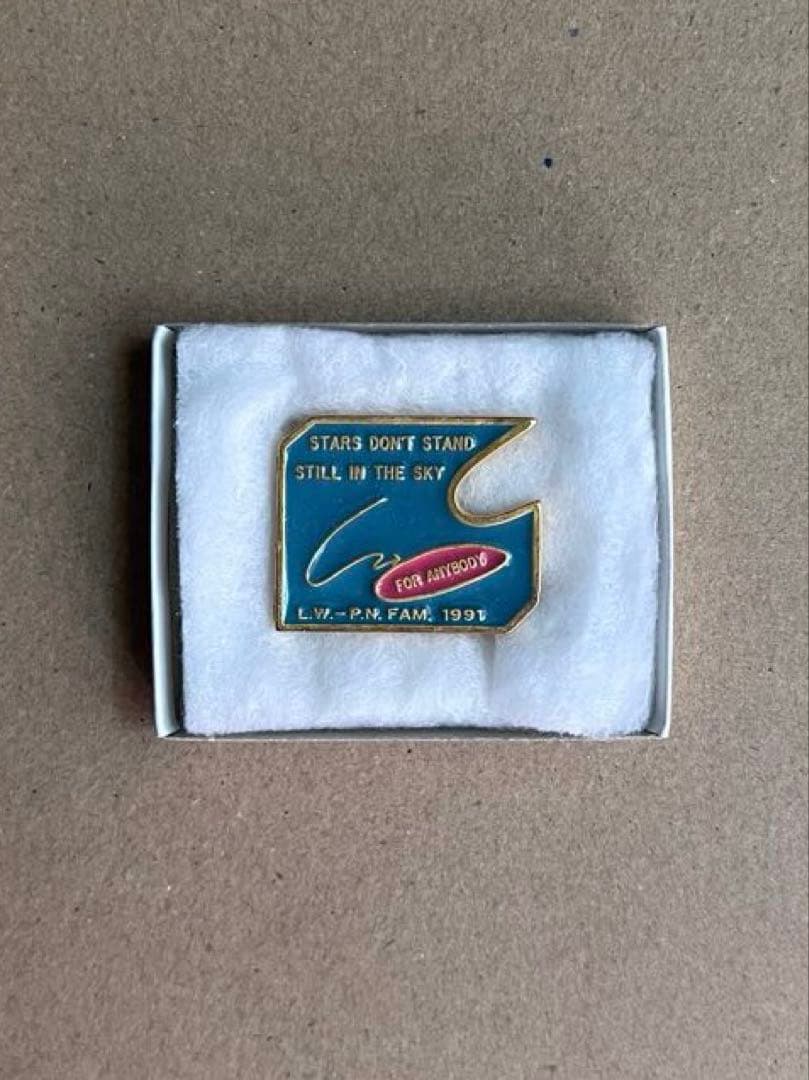 STARS DON'T STAND
STILL IN THE SKY
FOR ANYBODY
L.W.–P.N. FAM. 1991